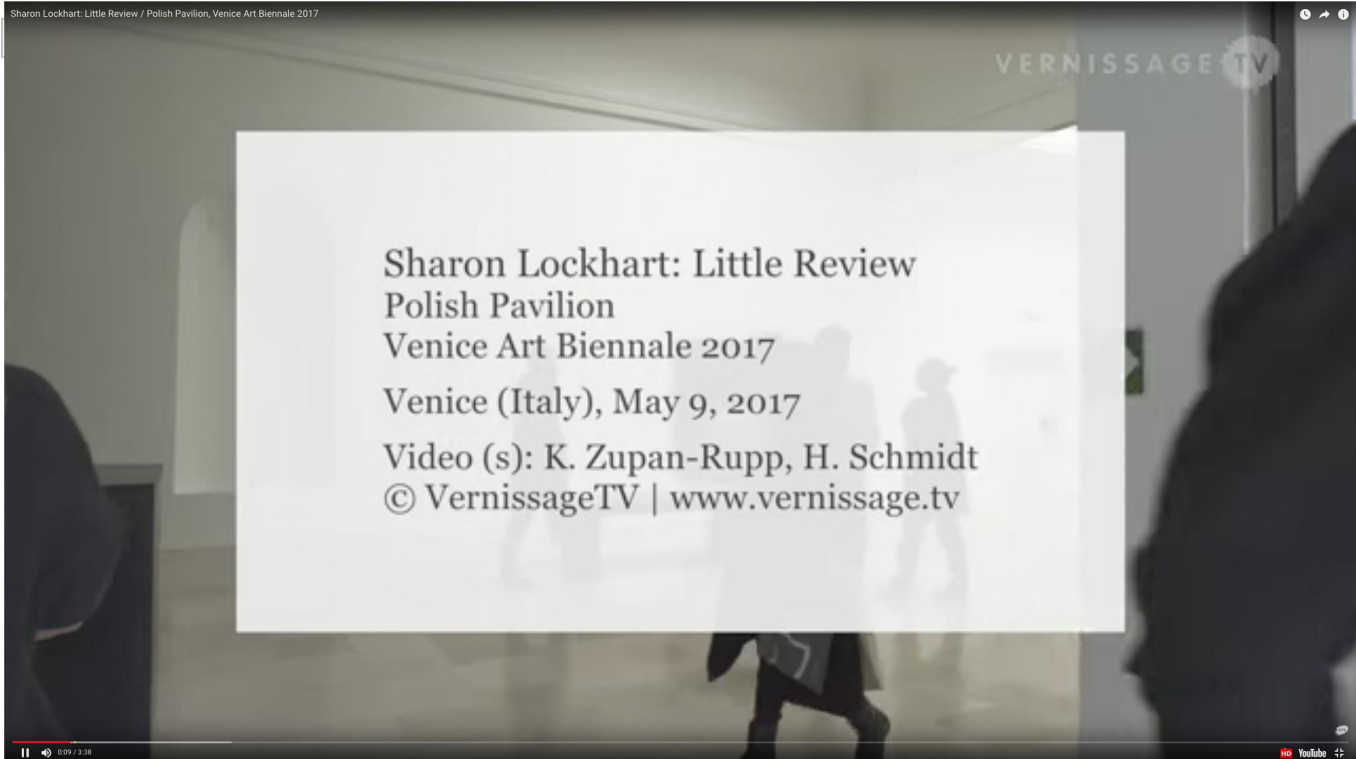 Sharon Lockhart: Little Review / Polish Pavilion, Venice Art Biennale 2017
VERNISSAGE TV
Sharon Lockhart: Little Review
Polish Pavilion
Venice Art Biennale 2017
Venice (Italy), May 9, 2017
Video (s): K. Zupan-Rupp, H. Schmidt
© VernissageTV | www.vernissage.tv
0:09 / 3:38
HD YouTube